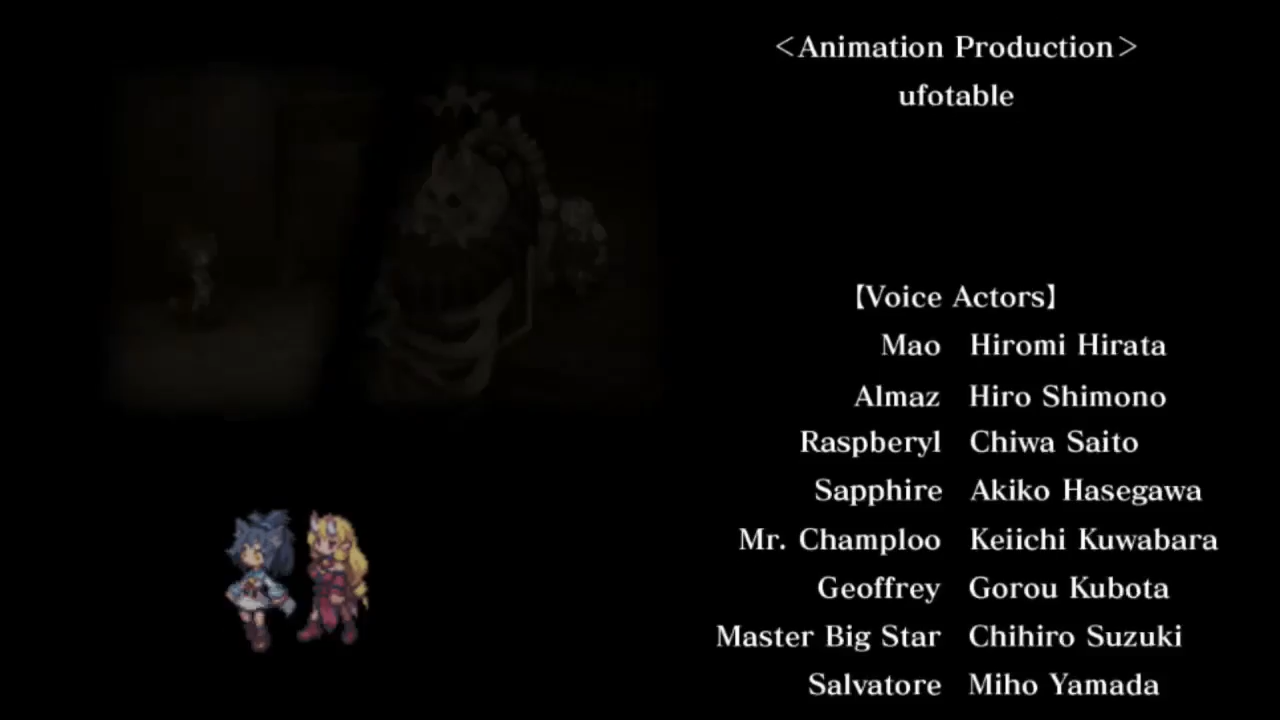 ＜Animation Production＞
ufotable
【Voice Actors】
Mao Hiromi Hirata
Almaz Hiro Shimono
Raspberyl Chiwa Saito
Sapphire Akiko Hasegawa
Mr. Champloo Keiichi Kuwabara
Geoffrey Gorou Kubota
Master Big Star Chihiro Suzuki
Salvatore Miho Yamada